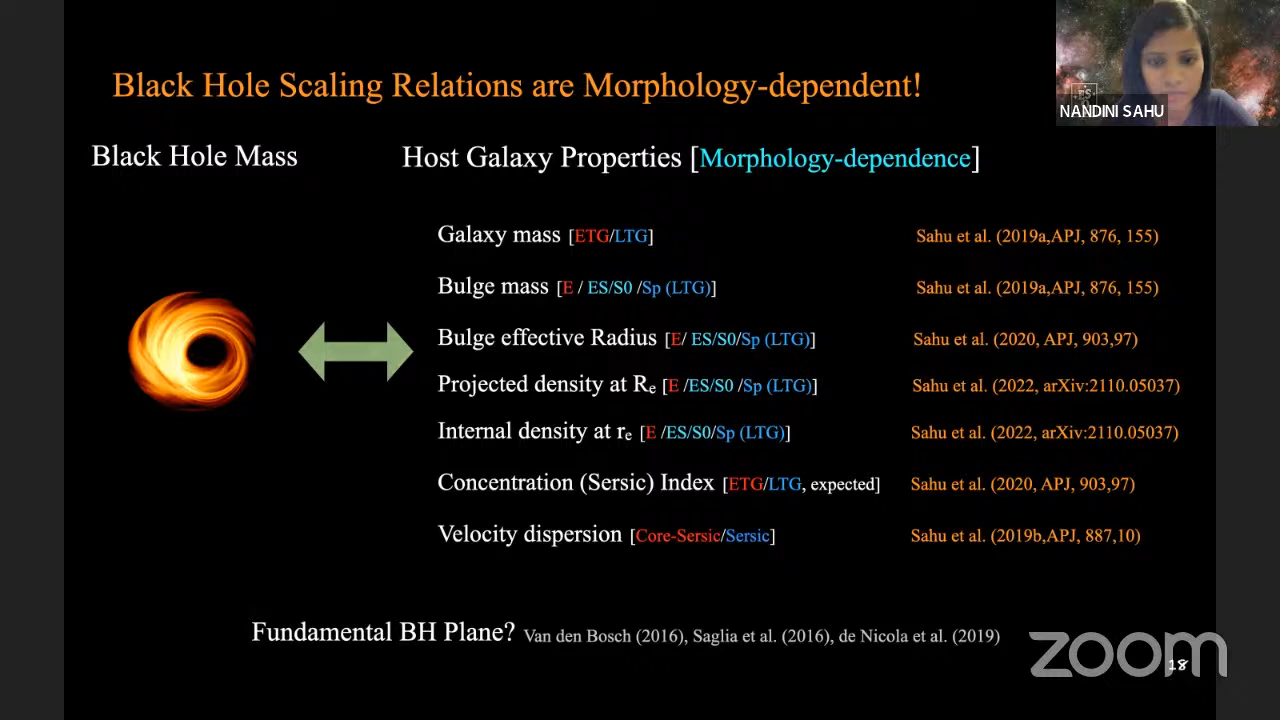 Black Hole Scaling Relations are Morphology-dependent!
NANDINI SAHU
Black Hole Mass
Host Galaxy Properties [Morphology-dependence]
Galaxy mass [ETG/LTG] Sahu et al. (2019a,APJ, 876, 155)
Bulge mass [E / ES/S0 /Sp (LTG)] Sahu et al. (2019a,APJ, 876, 155)
Bulge effective Radius [E/ ES/S0/Sp (LTG)] Sahu et al. (2020, APJ, 903,97)
Projected density at Rₑ [E /ES/S0 /Sp (LTG)] Sahu et al. (2022, arXiv:2110.05037)
Internal density at rₑ [E /ES/S0/Sp (LTG)] Sahu et al. (2022, arXiv:2110.05037)
Concentration (Sersic) Index [ETG/LTG, expected] Sahu et al. (2020, APJ, 903,97)
Velocity dispersion [Core-Sersic/Sersic] Sahu et al. (2019b,APJ, 887,10)
Fundamental BH Plane? Van den Bosch (2016), Saglia et al. (2016), de Nicola et al. (2019)
zoom
18